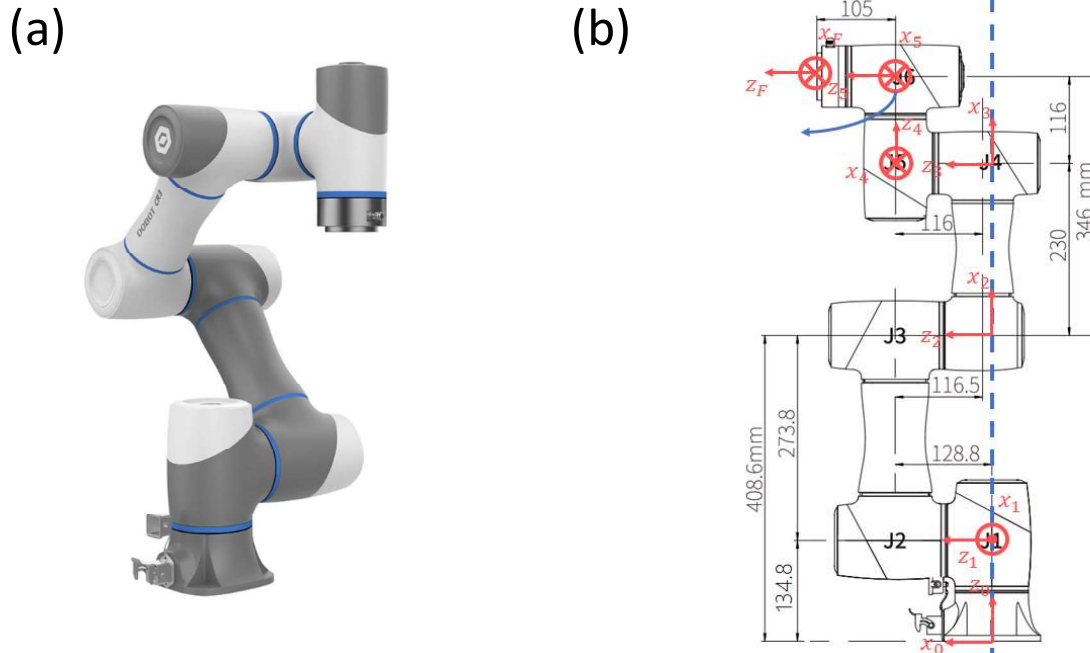 (a)
DOBOT CR3
(b)
105
x_F
x_5
J6
z_F
z_5
x_3
116
z_4
J5
z_3
J4
x_4
346 mm
116
230
x_2
J3
z_2
116.5
273.8
128.8
408.6mm
x_1
J2
J1
z_1
134.8
z_0
x_0